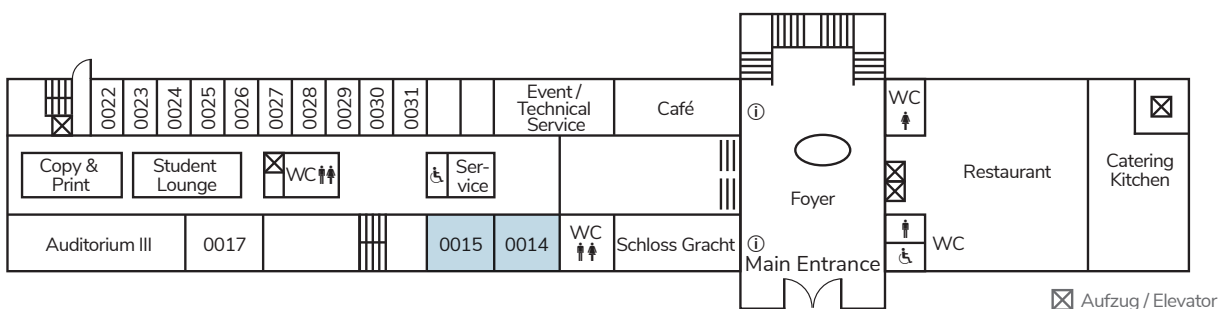 0022
0023
0024
0025
0026
0027
0028
0029
0030
0031
Event /
Technical
Service
Café
WC
Copy &
Print
Student
Lounge
WC
Ser-
vice
Foyer
Restaurant
Catering
Kitchen
Auditorium III
0017
0015
0014
WC
Schloss Gracht
Main Entrance
WC
Aufzug / Elevator